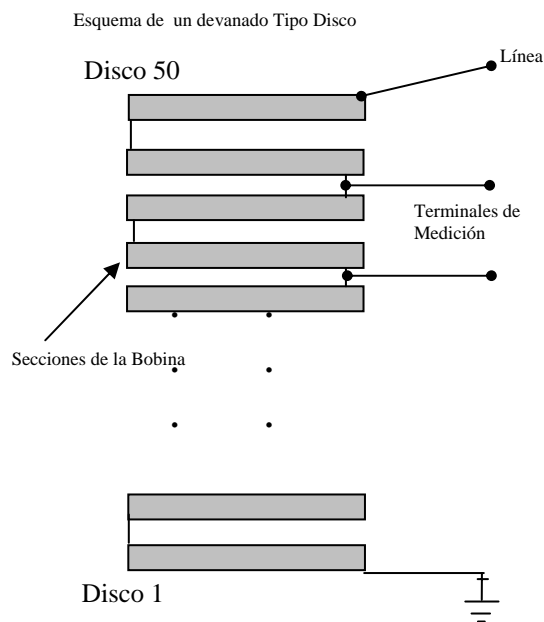 Esquema de un devanado Tipo Disco
Línea
Disco 50
Terminales de
Medición
Secciones de la Bobina
Disco 1